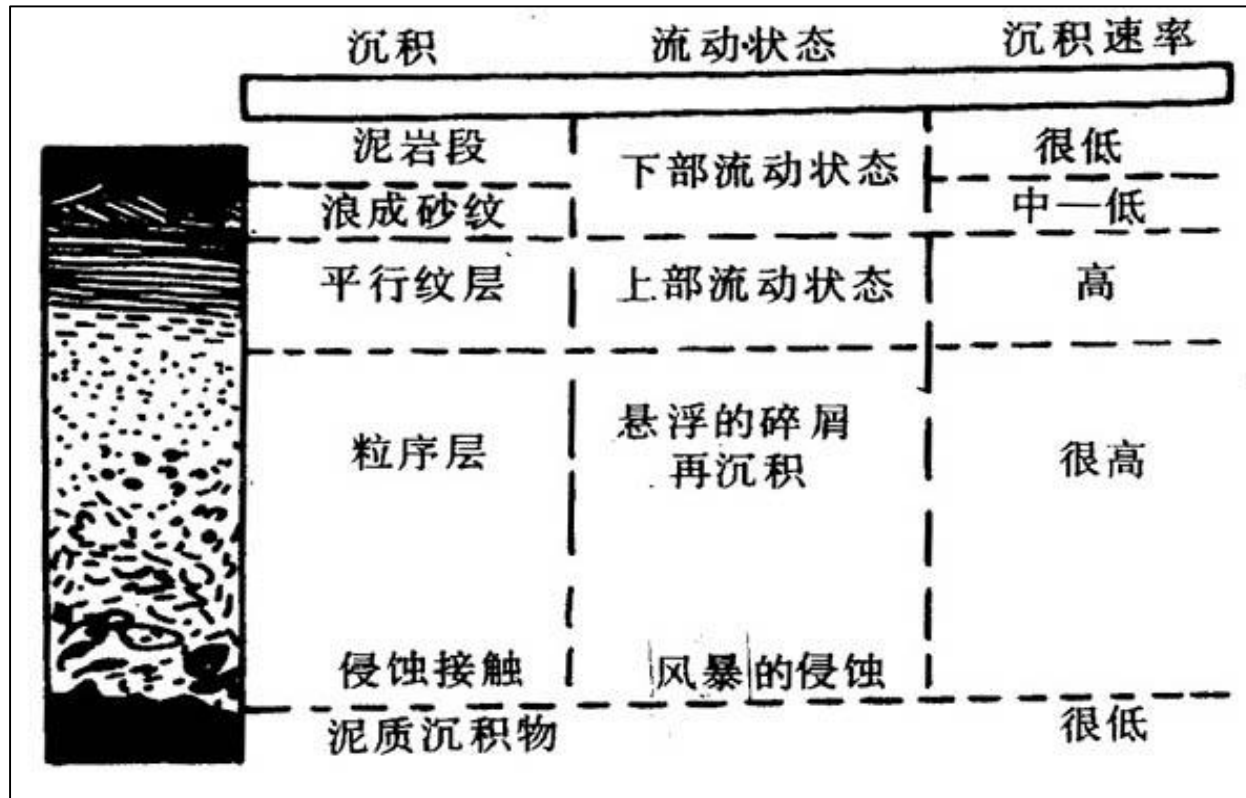 沉积 流动状态 沉积速率
泥岩段 下部流动状态 很低
浪成砂纹 中—低
平行纹层 上部流动状态 高
粒序层 悬浮的碎屑 很高
再沉积
侵蚀接触 风暴的侵蚀
泥质沉积物 很低